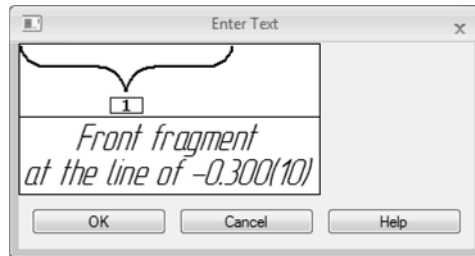 Enter Text
x
1
Front fragment
at the line of -0.300(10)
OK Cancel Help